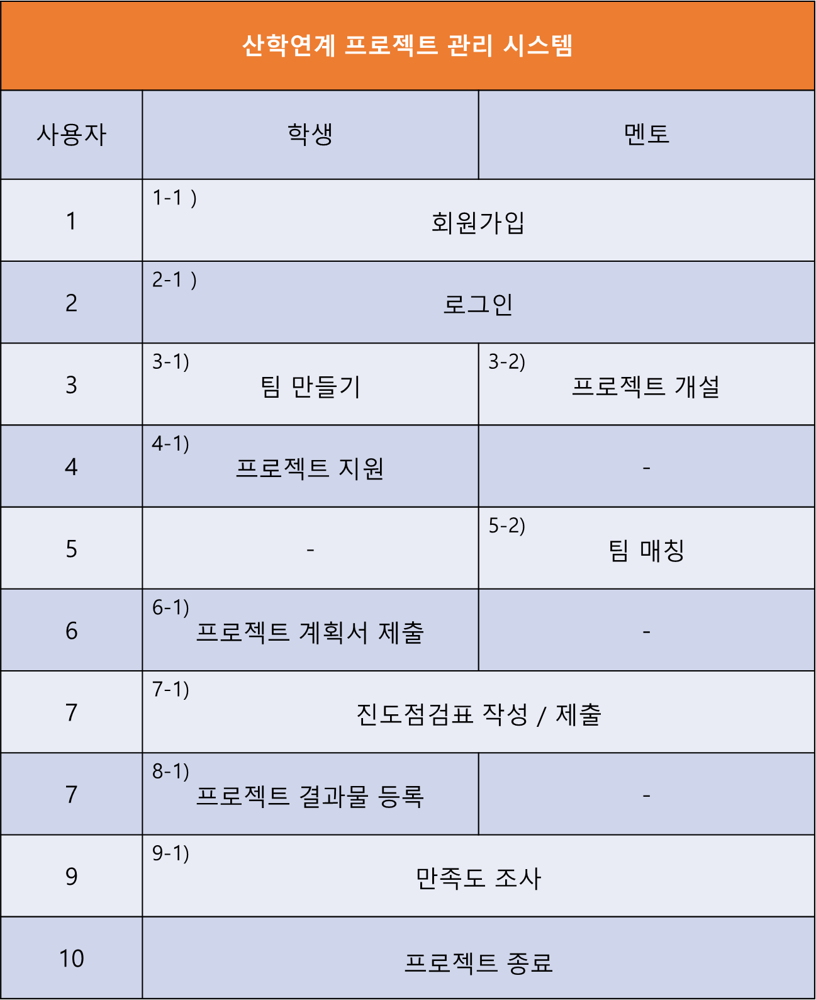 산학연계 프로젝트 관리 시스템
사용자 학생 멘토
1 1-1 ) 회원가입
2 2-1 ) 로그인
3 3-1) 팀 만들기 3-2) 프로젝트 개설
4 4-1) 프로젝트 지원 -
5 - 5-2) 팀 매칭
6 6-1) 프로젝트 계획서 제출 -
7 7-1) 진도점검표 작성 / 제출
7 8-1) 프로젝트 결과물 등록 -
9 9-1) 만족도 조사
10 프로젝트 종료